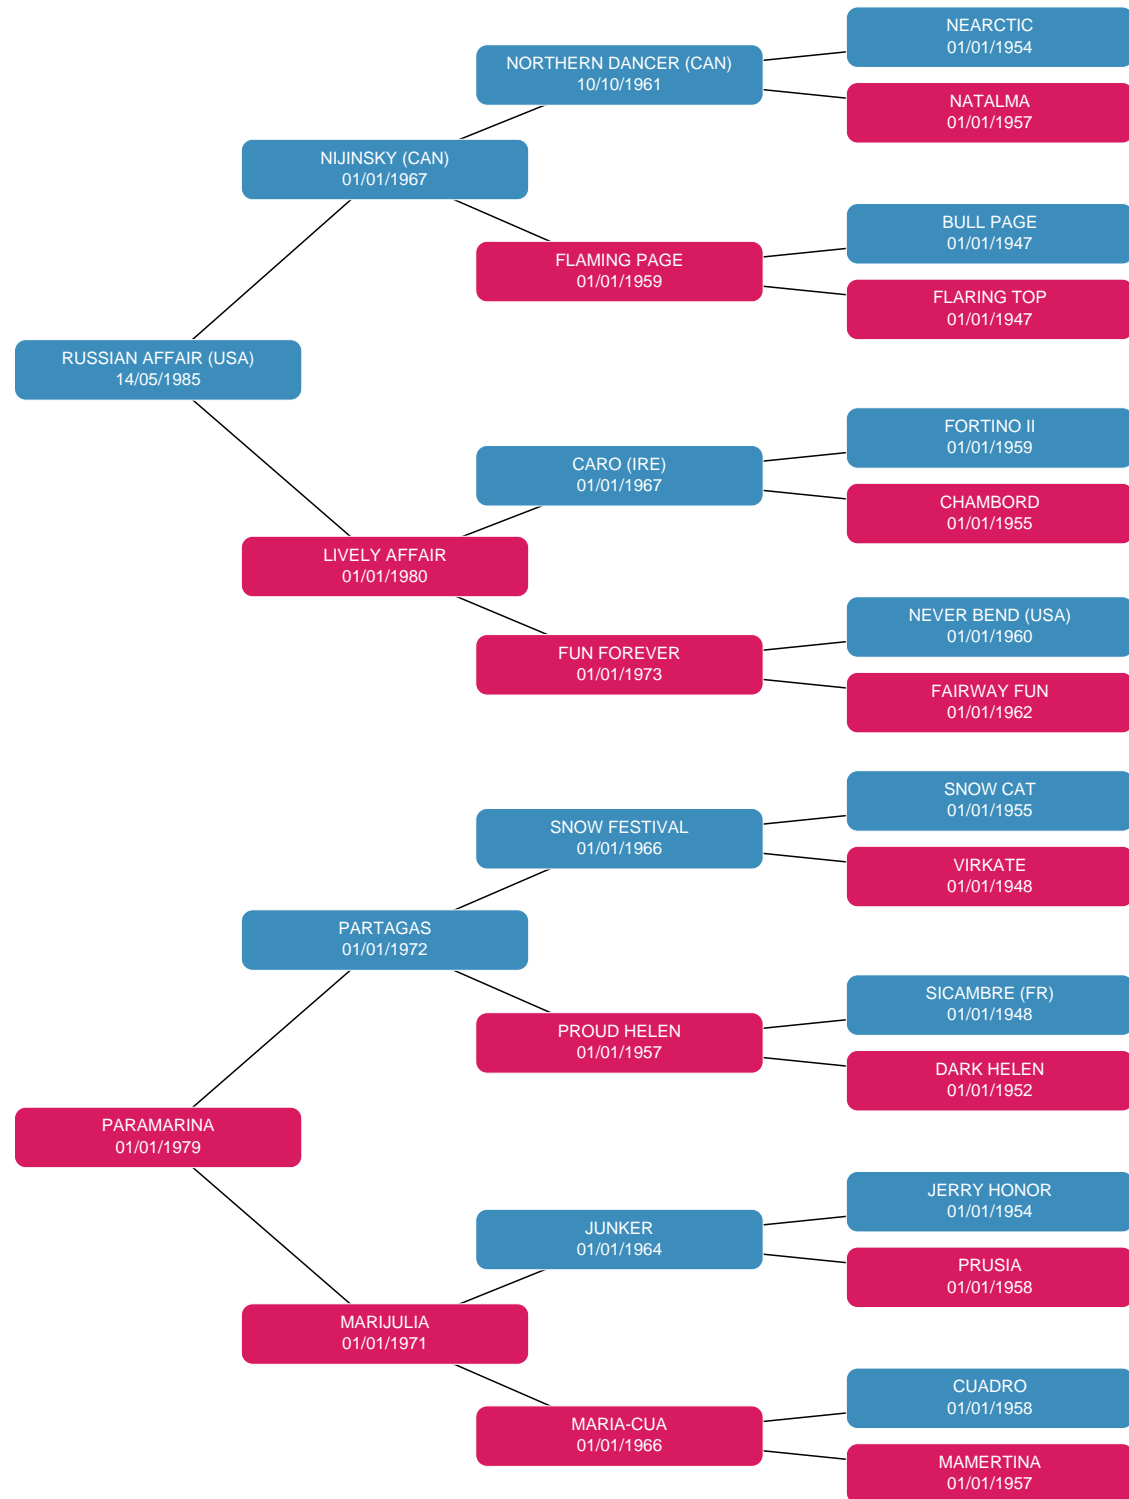 NEARCTIC
01/01/1954
NORTHERN DANCER (CAN)
10/10/1961
NATALMA
01/01/1957
NIJINSKY (CAN)
01/01/1967
BULL PAGE
01/01/1947
FLAMING PAGE
01/01/1959
FLARING TOP
01/01/1947
RUSSIAN AFFAIR (USA)
14/05/1985
FORTINO II
01/01/1959
CARO (IRE)
01/01/1967
CHAMBORD
01/01/1955
LIVELY AFFAIR
01/01/1980
NEVER BEND (USA)
01/01/1960
FUN FOREVER
01/01/1973
FAIRWAY FUN
01/01/1962
SNOW CAT
01/01/1955
SNOW FESTIVAL
01/01/1966
VIRKATE
01/01/1948
PARTAGAS
01/01/1972
SICAMBRE (FR)
01/01/1948
PROUD HELEN
01/01/1957
DARK HELEN
01/01/1952
PARAMARINA
01/01/1979
JERRY HONOR
01/01/1954
JUNKER
01/01/1964
PRUSIA
01/01/1958
MARIJULIA
01/01/1971
CUADRO
01/01/1958
MARIA-CUA
01/01/1966
MAMERTINA
01/01/1957